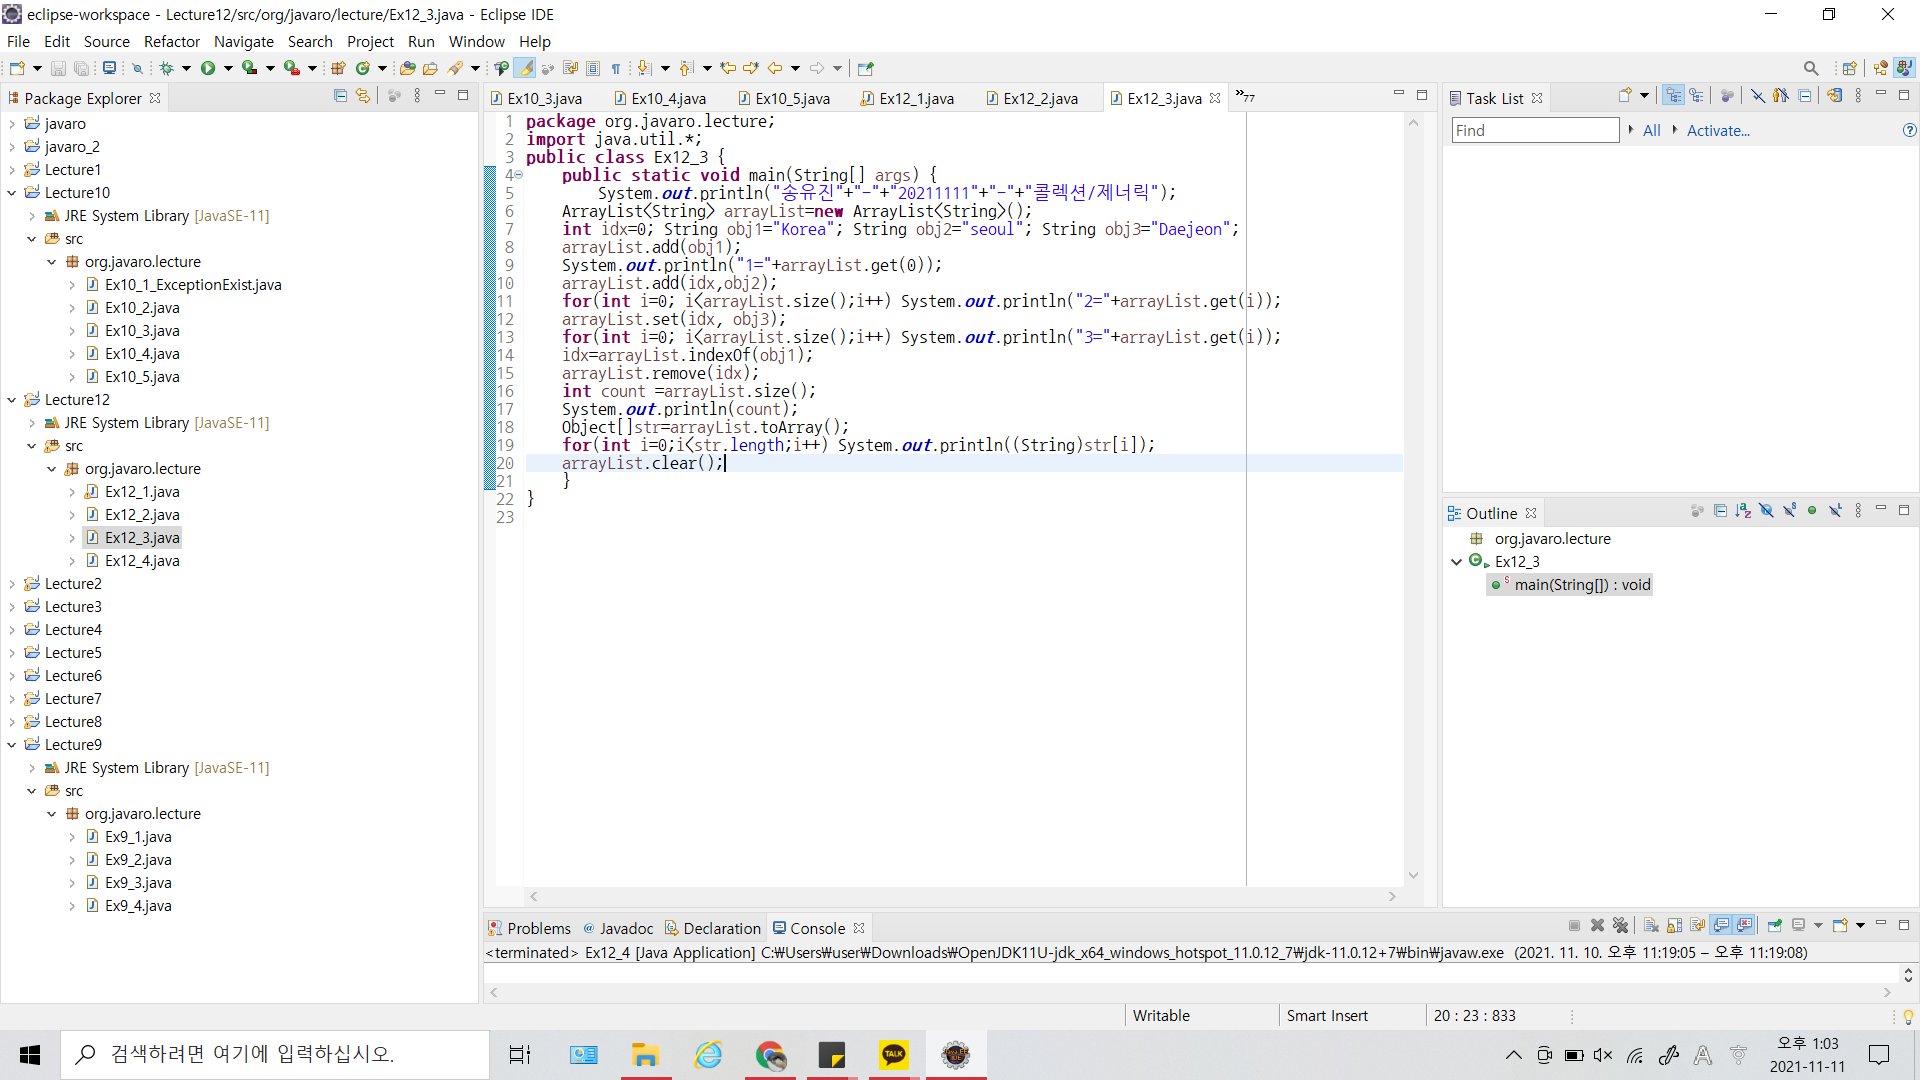 eclipse-workspace - Lecture12/src/org/javaro/lecture/Ex12_3.java - Eclipse IDE
File Edit Source Refactor Navigate Search Project Run Window Help
Package Explorer
javaro
javaro_2
Lecture1
Lecture10
JRE System Library [JavaSE-11]
src
org.javaro.lecture
Ex10_1_ExceptionExist.java
Ex10_2.java
Ex10_3.java
Ex10_4.java
Ex10_5.java
Lecture12
JRE System Library [JavaSE-11]
src
org.javaro.lecture
Ex12_1.java
Ex12_2.java
Ex12_3.java
Ex12_4.java
Lecture2
Lecture3
Lecture4
Lecture5
Lecture6
Lecture7
Lecture8
Lecture9
JRE System Library [JavaSE-11]
src
org.javaro.lecture
Ex9_1.java
Ex9_2.java
Ex9_3.java
Ex9_4.java
Ex10_3.java Ex10_4.java Ex10_5.java Ex12_1.java Ex12_2.java Ex12_3.java »77
1 package org.javaro.lecture;
2 import java.util.*;
3 public class Ex12_3 {
4 public static void main(String[] args) {
5 System.out.println("송유진"+"-"+"20211111"+"-"+"콜렉션/제너릭");
6 ArrayList<String> arrayList=new ArrayList<String>();
7 int idx=0; String obj1="Korea"; String obj2="seoul"; String obj3="Daejeon";
8 arrayList.add(obj1);
9 System.out.println("1="+arrayList.get(0));
10 arrayList.add(idx,obj2);
11 for(int i=0; i<arrayList.size();i++) System.out.println("2="+arrayList.get(i));
12 arrayList.set(idx, obj3);
13 for(int i=0; i<arrayList.size();i++) System.out.println("3="+arrayList.get(i));
14 idx=arrayList.indexOf(obj1);
15 arrayList.remove(idx);
16 int count =arrayList.size();
17 System.out.println(count);
18 Object[]str=arrayList.toArray();
19 for(int i=0;i<str.length;i++) System.out.println((String)str[i]);
20 arrayList.clear();
21 }
22 }
23
Task List
Find All Activate...
Outline
org.javaro.lecture
Ex12_3
main(String[]) : void
Problems @ Javadoc Declaration Console
<terminated> Ex12_4 [Java Application] C:₩Users₩user₩Downloads₩OpenJDK11U-jdk_x64_windows_hotspot_11.0.12_7₩jdk-11.0.12+7₩bin₩javaw.exe (2021. 11. 10. 오후 11:19:05 – 오후 11:19:08)
Writable Smart Insert 20 : 23 : 833
검색하려면 여기에 입력하십시오.
TALK
오후 1:03
2021-11-11